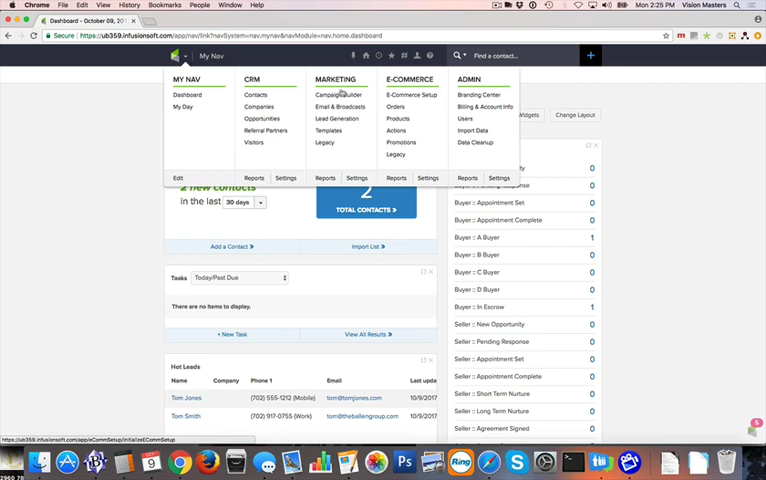 Chrome File Edit View History Bookmarks People Window Help
Mon 2:25 PM Vision Masters
Dashboard - October 09, 20
Secure https://ub359.infusionsoft.com/app/nav/link?navSystem=nav.mynav&navModule=nav.home.dashboard
My Nav
Find a contact...
MY NAV
Dashboard
My Day
Edit
CRM
Contacts
Companies
Opportunities
Referral Partners
Visitors
Reports Settings
MARKETING
Campaign Builder
Email & Broadcasts
Lead Generation
Templates
Legacy
Reports Settings
E-COMMERCE
E-Commerce Setup
Orders
Products
Actions
Promotions
Legacy
Reports Settings
ADMIN
Branding Center
Billing & Account Info
Users
Import Data
Data Cleanup
Reports Settings
Widgets
Change Layout
2 new contacts
in the last 30 days
2
TOTAL CONTACTS »
Add a Contact »
Import List »
Tasks Today/Past Due
There are no items to display.
+ New Task
View All Results »
Hot Leads
Name Company Phone 1 Email Last upda
Tom Jones (702) 555-1212 (Mobile) tom@tomjones.com 10/9/2017
Tom Smith (702) 917-0755 (Work) tom@theballengroup.com 10/9/2017
0
Buyer :: Pending Response 0
Buyer :: Appointment Set 0
Buyer :: Appointment Complete 0
Buyer :: A Buyer 1
Buyer :: B Buyer 0
Buyer :: C Buyer 0
Buyer :: D Buyer 0
Buyer :: In Escrow 1
Seller :: New Opportunity 0
Seller :: Pending Response 0
Seller :: Appointment Set 0
Seller :: Appointment Complete 0
Seller :: Short Term Nurture 0
Seller :: Long Term Nurture 0
Seller :: Agreement Signed 0
5
https://ub359.infusionsoft.com/app/eCommSetup/initializeECommSetup
9
Ring
2960 78